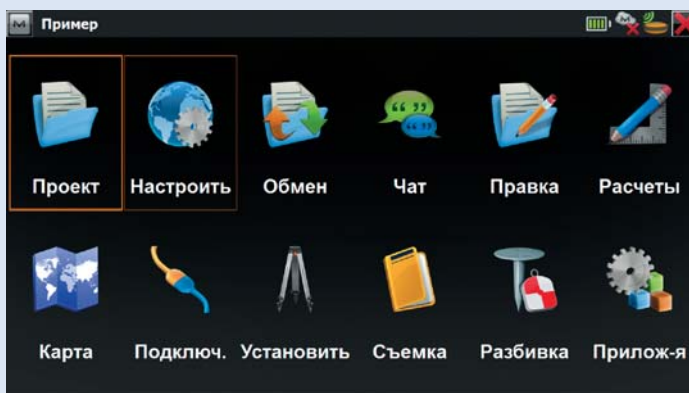 Пример
Проект Настроить Обмен Чат Правка Расчеты
Карта Подключ. Установить Съемка Разбивка Прилож-я